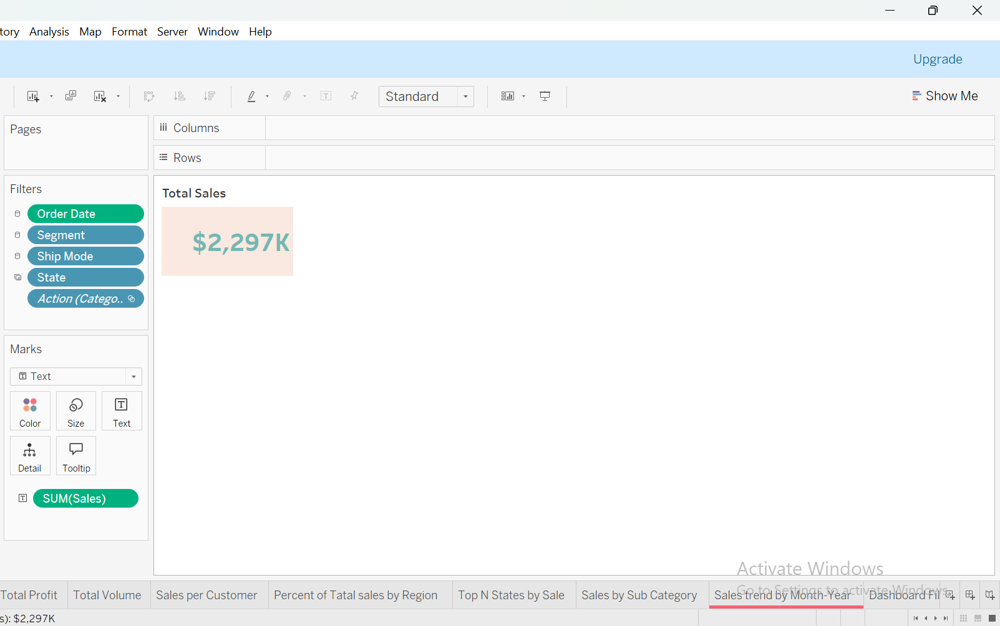 tory Analysis Map Format Server Window Help
Upgrade
Standard
Show Me
Pages
Columns
Rows
Filters
Order Date
Segment
Ship Mode
State
Action (Catego..
Total Sales
$2,297K
Marks
Text
Color Size Text
Detail Tooltip
SUM(Sales)
Activate Windows
Go to Settings to activate Windows.
Total Profit Total Volume Sales per Customer Percent of Tatal sales by Region Top N States by Sale Sales by Sub Category Sales trend by Month-Year Dashboard Fil
s): $2,297K